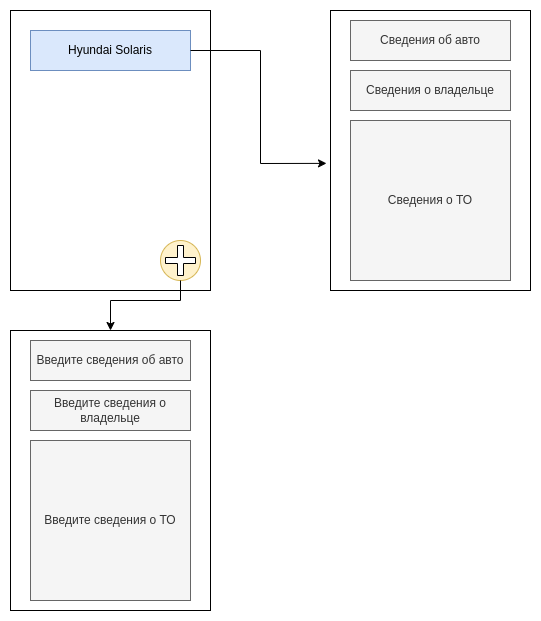 Hyundai Solaris
Сведения об авто
Сведения о владельце
Сведения о ТО
Введите сведения об авто
Введите сведения о
владельце
Введите сведения о ТО